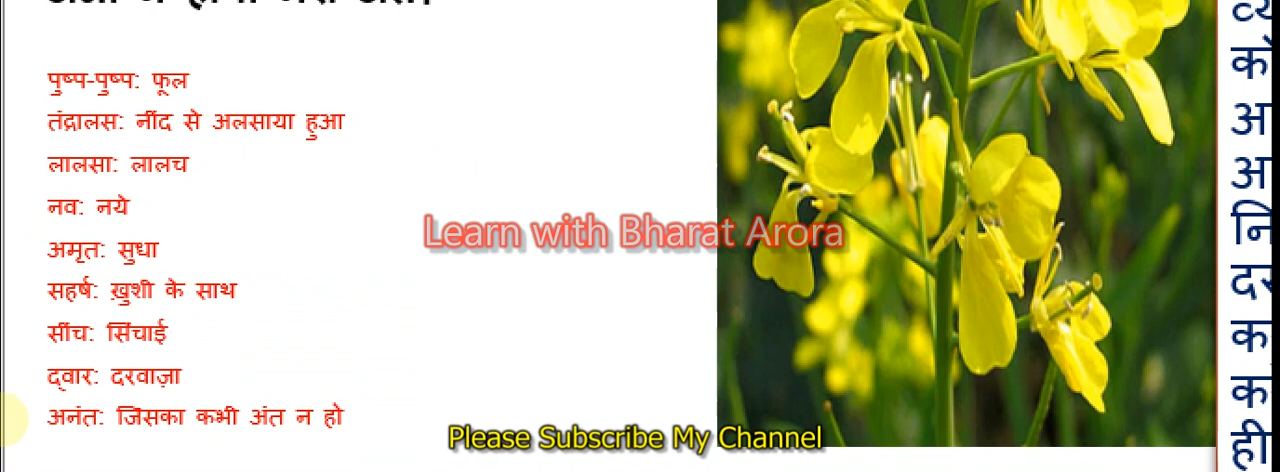 पुष्प-पुष्प: फूल
तंद्रालस: नींद से अलसाया हुआ
लालसा: लालच
नव: नये
अमृत: सुधा
सहर्ष: ख़ुशी के साथ
सींच: सिंचाई
द्वार: दरवाज़ा
अनंत: जिसका कभी अंत न हो
Learn with Bharat Arora
Please Subscribe My Channel